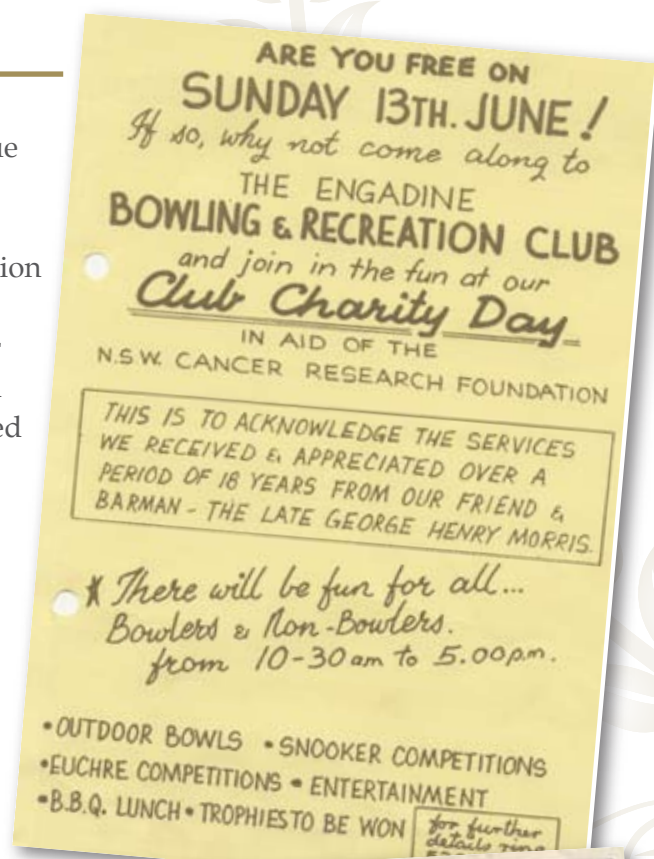 ue
ion
ed
ARE YOU FREE ON
SUNDAY 13TH. JUNE!
If so, why not come along to
THE ENGADINE
BOWLING & RECREATION CLUB
and join in the fun at our
Club Charity Day
IN AID OF THE
N.S.W. CANCER RESEARCH FOUNDATION
THIS IS TO ACKNOWLEDGE THE SERVICES
WE RECEIVED & APPRECIATED OVER A
PERIOD OF 18 YEARS FROM OUR FRIEND &
BARMAN - THE LATE GEORGE HENRY MORRIS.
* There will be fun for all...
Bowlers & Non-Bowlers.
from 10-30 am to 5.00p.m.
• OUTDOOR BOWLS • SNOOKER COMPETITIONS
• EUCHRE COMPETITIONS • ENTERTAINMENT
• B.B.Q. LUNCH • TROPHIES TO BE WON
for further
details ring